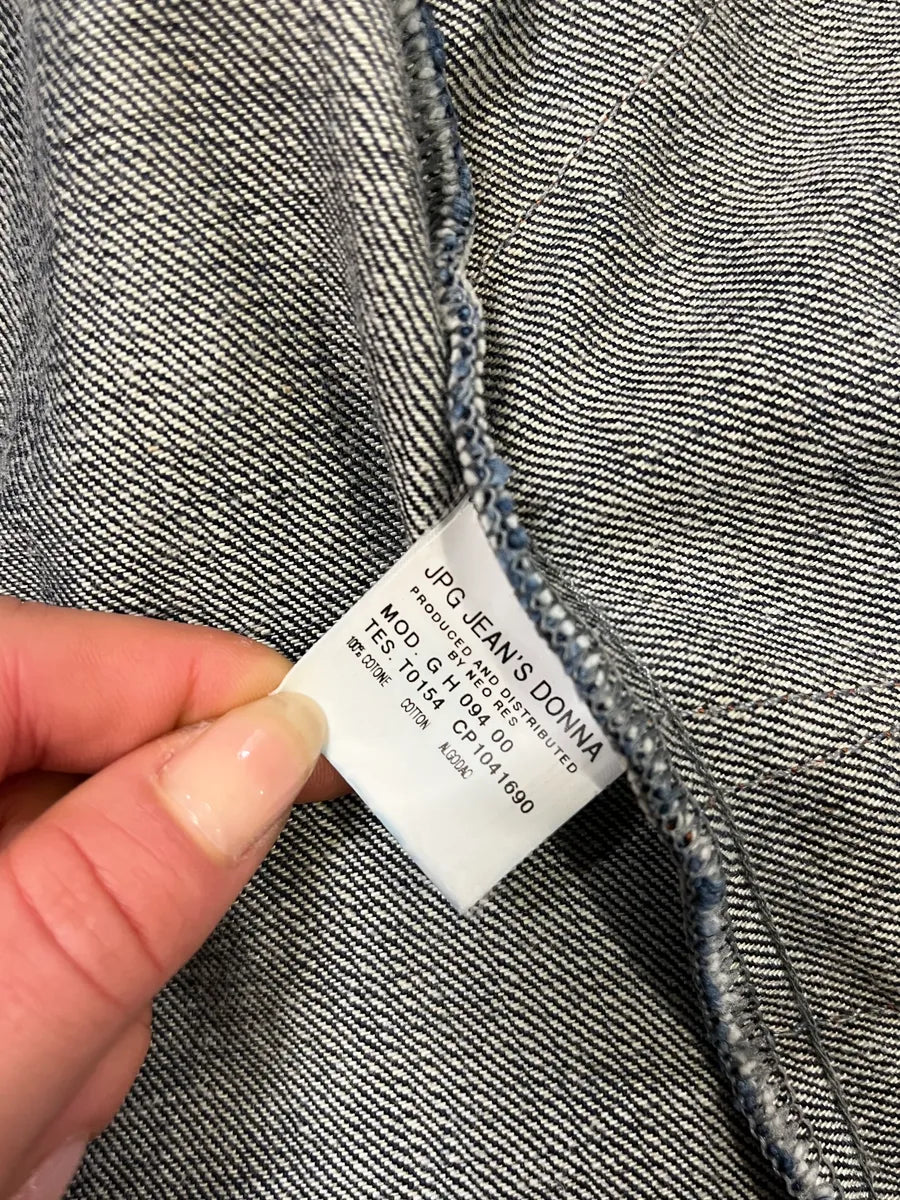 JPG JEAN'S DONNA
PRODUCED AND DISTRIBUTED
BY NEO RES
MOD. G H 094 00
TES. T0154 CP1041690
100% COTONE COTTON ALGODAO